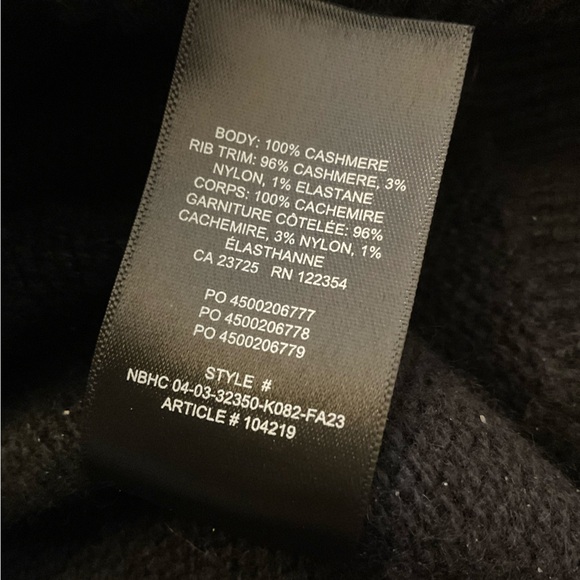 BODY: 100% CASHMERE
RIB TRIM: 96% CASHMERE, 3%
NYLON, 1% ELASTANE
CORPS: 100% CACHEMIRE
GARNITURE CÔTELÉE: 96%
CACHEMIRE, 3% NYLON, 1%
ÉLASTHANNE
CA 23725 RN 122354
PO 4500206777
PO 4500206778
PO 4500206779
STYLE #
NBHC 04-03-32350-K082-FA23
ARTICLE # 104219